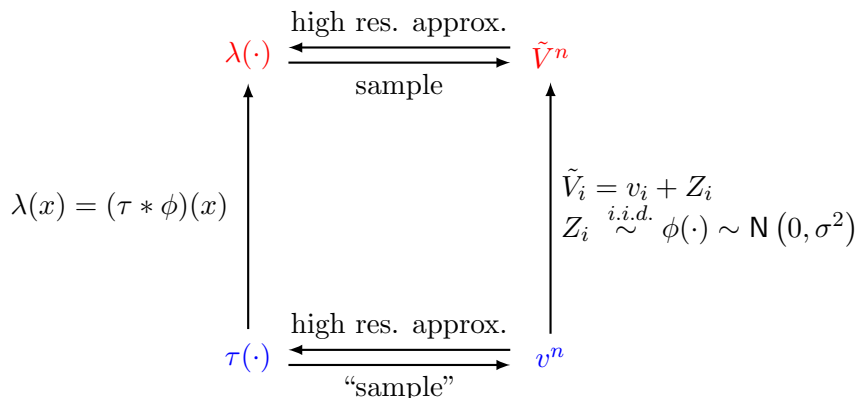 high res. approx.
λ(·) Ṽⁿ
sample
Ṽᵢ = vᵢ + Zᵢ
λ(x) = (τ * φ)(x)
Zᵢ i.i.d. ∼ φ(·) ∼ N (0, σ²)
high res. approx.
τ(·) vⁿ
“sample”